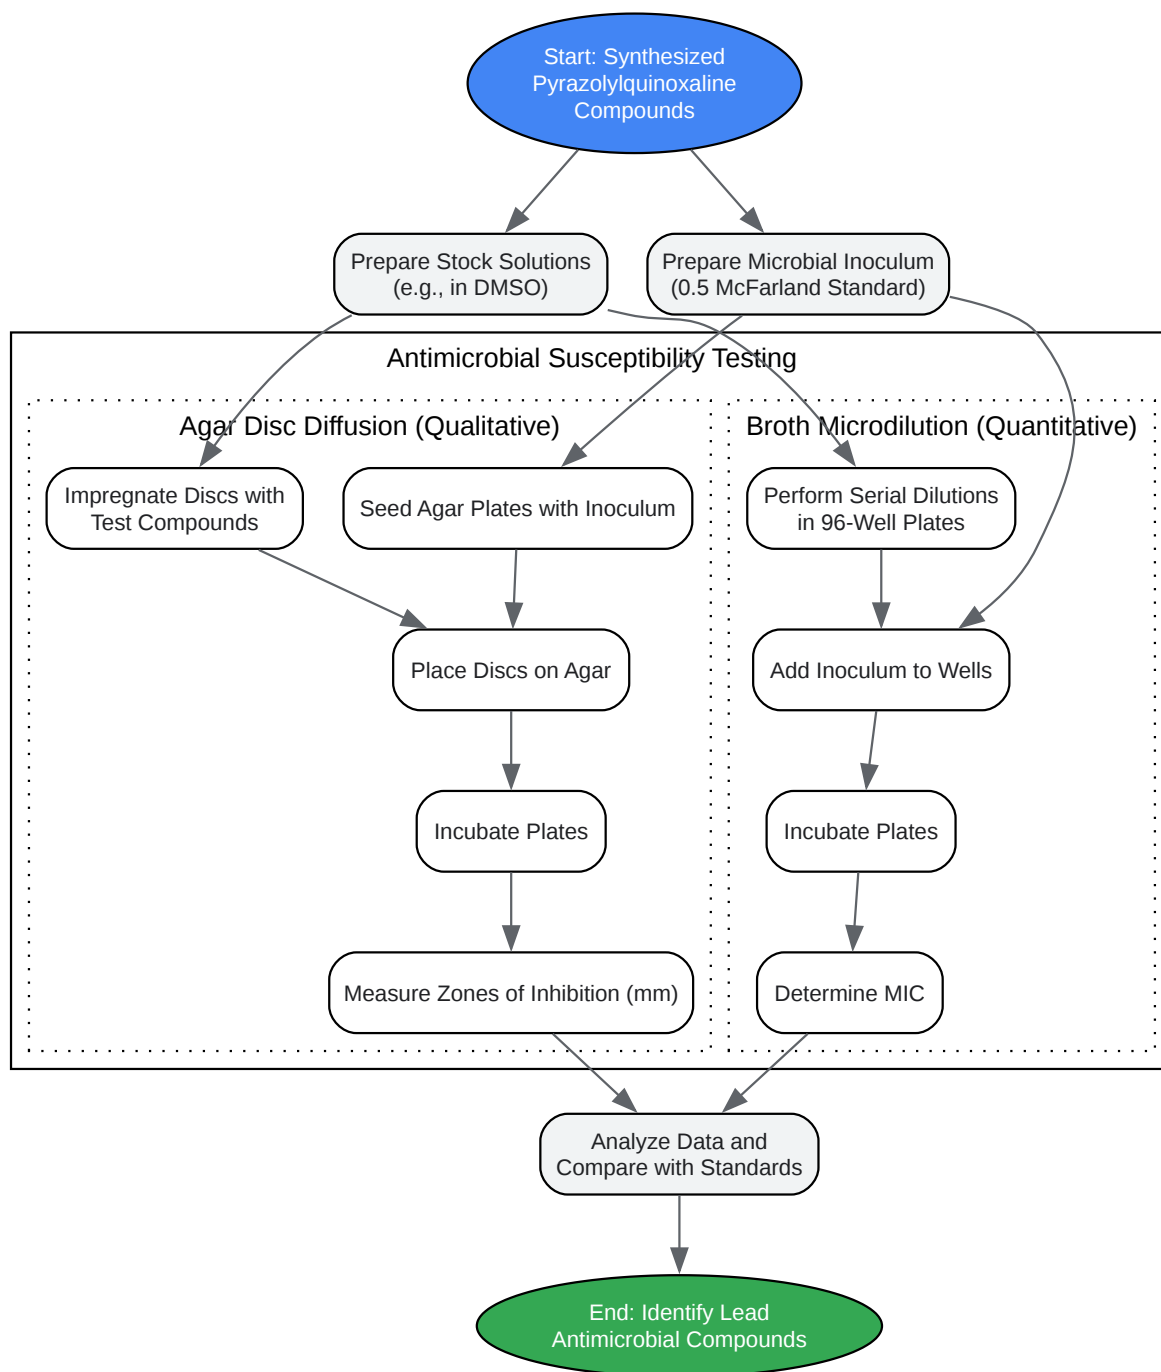 Start: Synthesized
Pyrazolylquinoxaline
Compounds
Prepare Stock Solutions
(e.g., in DMSO)
Prepare Microbial Inoculum
(0.5 McFarland Standard)
Antimicrobial Susceptibility Testing
Agar Disc Diffusion (Qualitative)
Broth Microdilution (Quantitative)
Impregnate Discs with
Test Compounds
Seed Agar Plates with Inoculum
Perform Serial Dilutions
in 96-Well Plates
Place Discs on Agar
Add Inoculum to Wells
Incubate Plates
Incubate Plates
Measure Zones of Inhibition (mm)
Determine MIC
Analyze Data and
Compare with Standards
End: Identify Lead
Antimicrobial Compounds